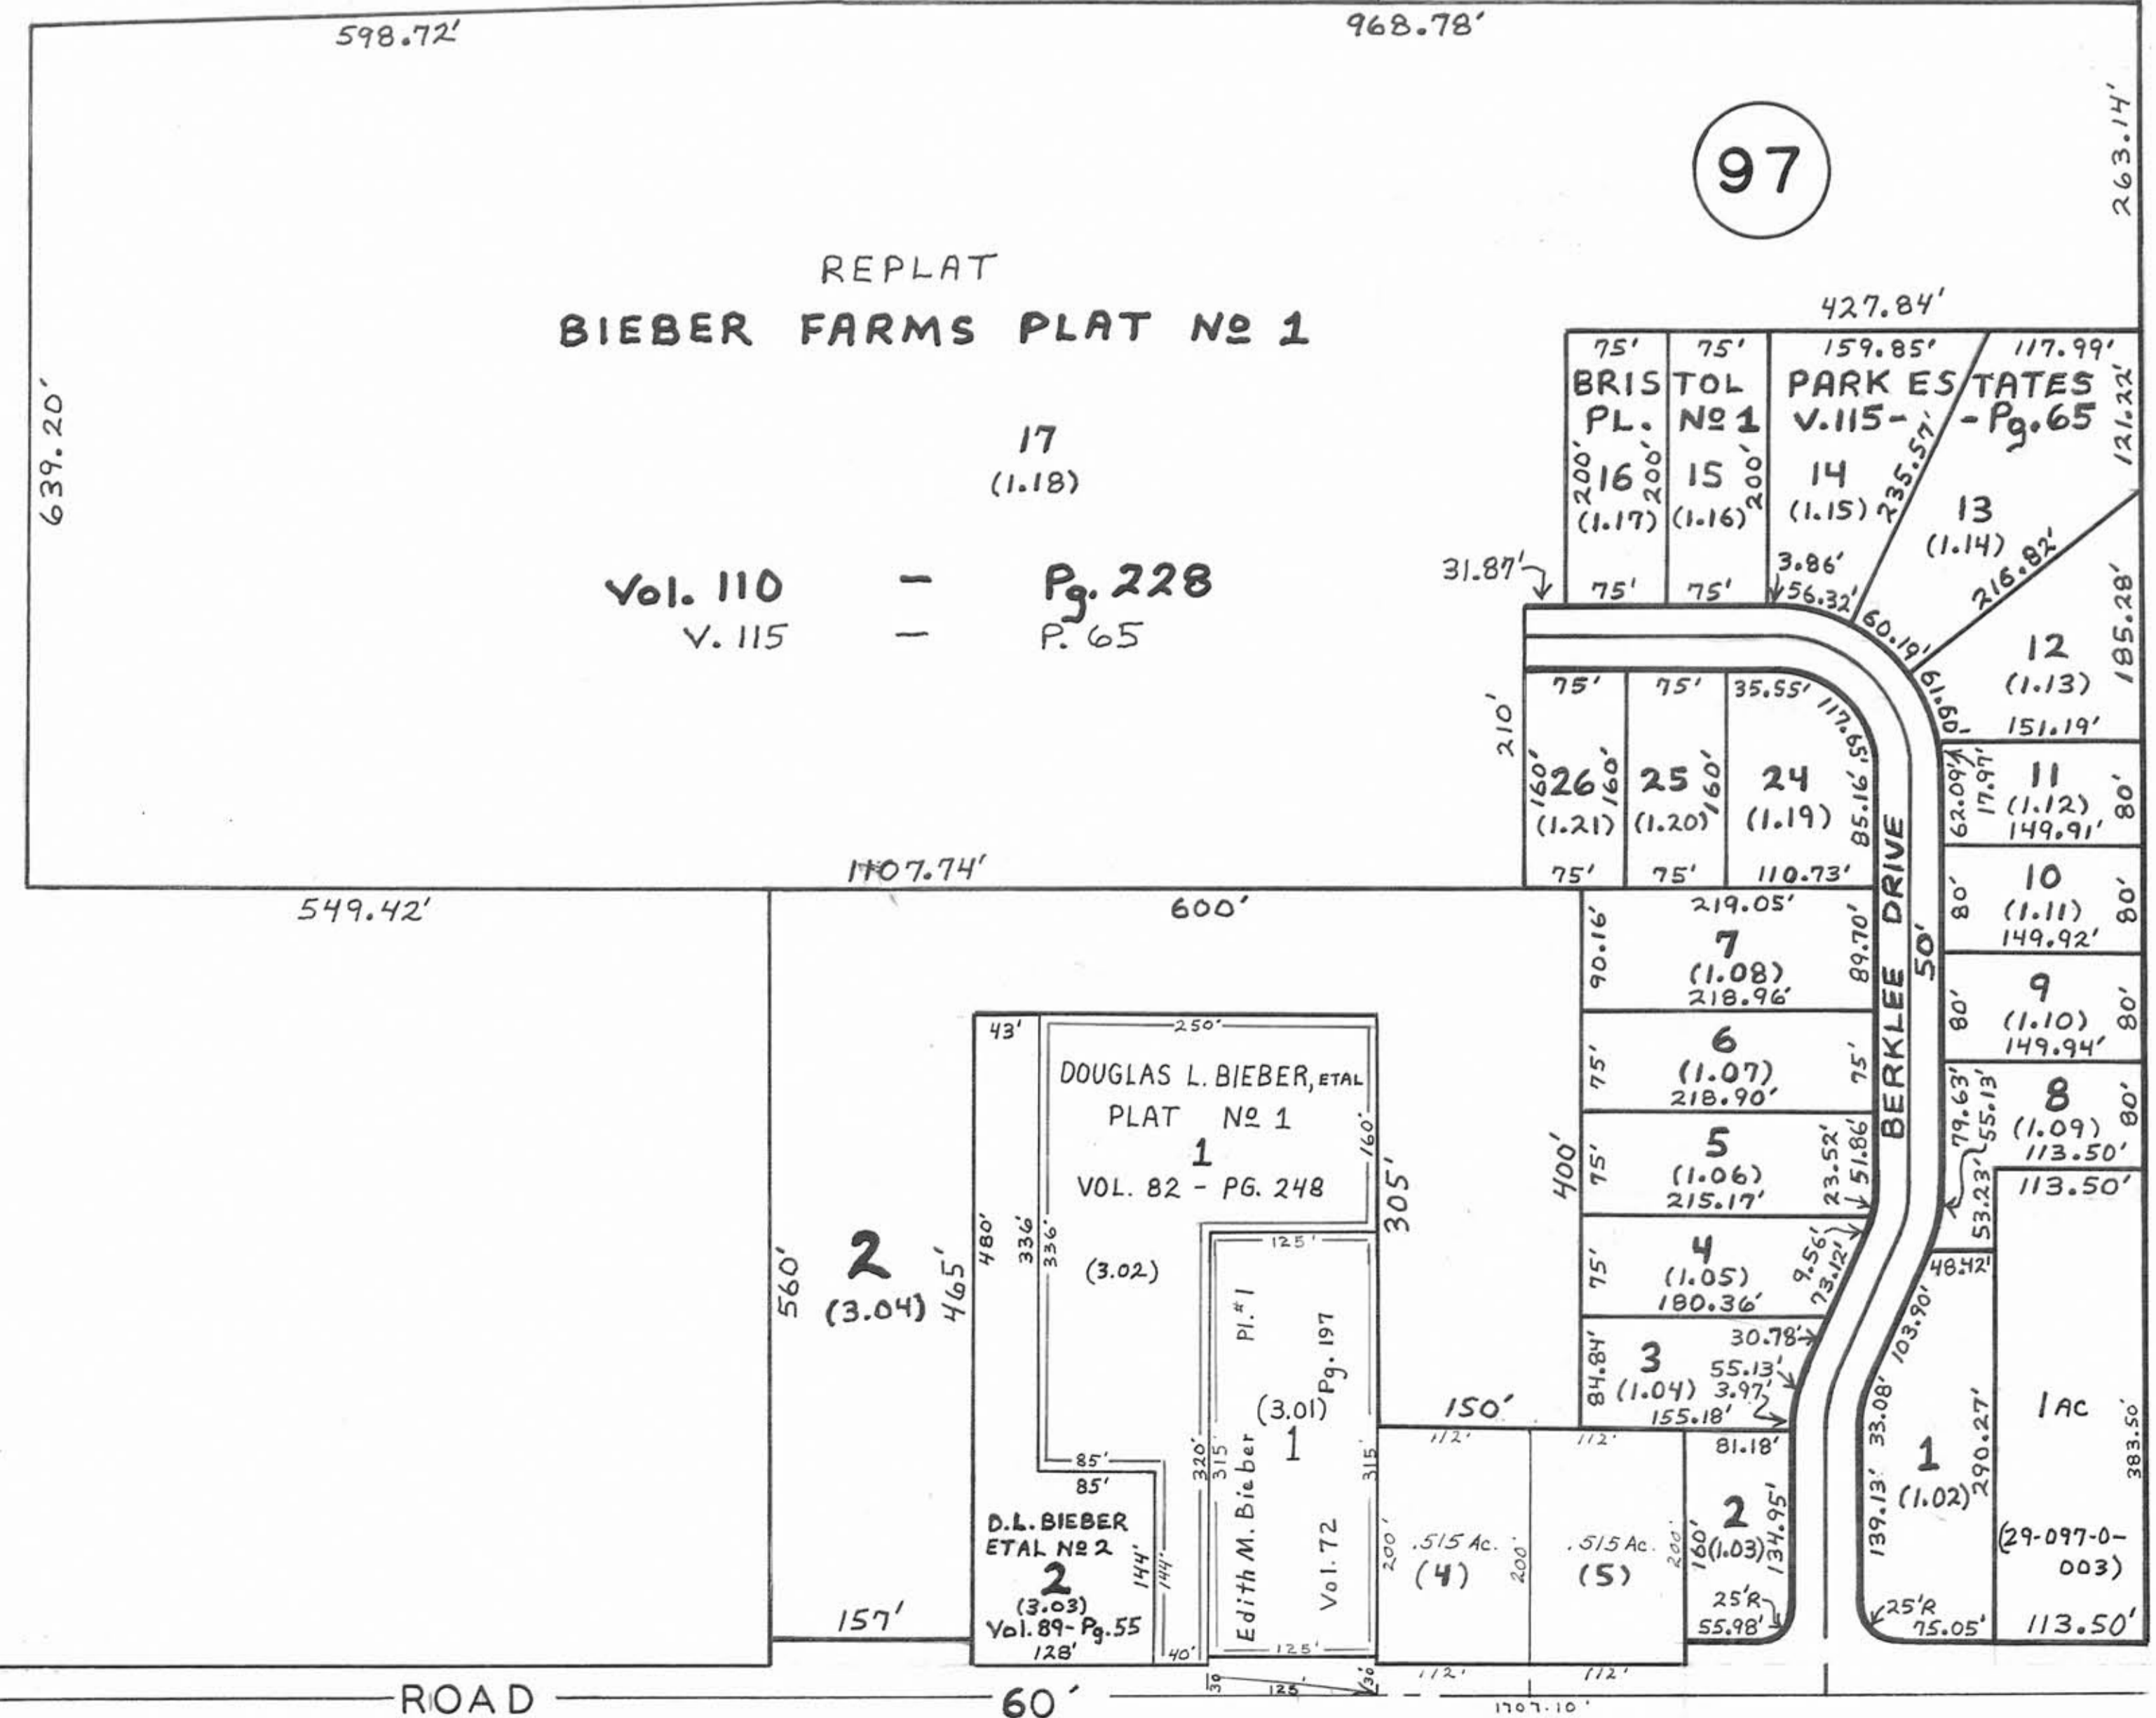 598.72'
968.78'
97
263.14'
REPLAT
BIEBER FARMS PLAT Nº 1
639.20'
17
(1.18)
Vol. 110 - Pg. 228
V. 115 - P. 65
427.84'
75' 75' 159.85' 117.99'
BRISTOL PARK ESTATES
PL. Nº 1 V.115- -Pg.65
121.22'
200' 16 200' 15 200' 14 235.57' 13
(1.17) (1.16) (1.15) (1.14)
216.82'
31.87' 75' 75' 3.86' 56.32'
60.19' 61.60'
12
(1.13)
185.28'
151.19'
210'
75' 75' 35.55' 117.65'
160' 26 160' 25 160' 24 85.16'
(1.21) (1.20) (1.19)
75' 75' 110.73'
62.09' 17.97' 11 80'
(1.12)
149.91'
80' 10 80'
(1.11)
149.92'
80' 9 80'
(1.10)
149.94'
79.63' 55.13' 8 80'
(1.09)
53.23' 113.50'
BERKLEE DRIVE
50'
1107.74'
549.42'
600'
90.16' 219.05' 89.70'
7
(1.08)
218.96'
75' 6 75'
(1.07)
218.90'
400'
75' 5 23.52' 51.86'
(1.06)
215.17'
75' 4 9.56' 73.12'
(1.05)
180.36'
84.84' 3 30.78'
(1.04) 55.13'
3.97'
155.18'
43'
250'
DOUGLAS L. BIEBER, ETAL
PLAT Nº 1
1
VOL. 82 - PG. 248
(3.02)
160'
305'
480' 336' 336'
560' 2 465'
(3.04)
157'
85'
85'
D.L. BIEBER
ETAL Nº 2
2
(3.03)
Vol.89-Pg.55
128'
144' 144'
40'
320' 315'
125'
Edith M. Bieber Pl.#1
(3.01)
1
Vol.72 Pg. 197
315'
125'
30 125' 30'
150'
112' 112'
200' .515 Ac. 200' .515 Ac. 200'
(4) (5)
112' 112'
81.18'
160' 2 134.95'
(1.03)
25'R
55.98'
48.42'
103.90'
33.08'
139.13' 1 290.27'
(1.02)
25'R
75.05'
113.50'
1 AC
383.50'
(29-097-0-
003)
113.50'
ROAD 60'
1707.10'